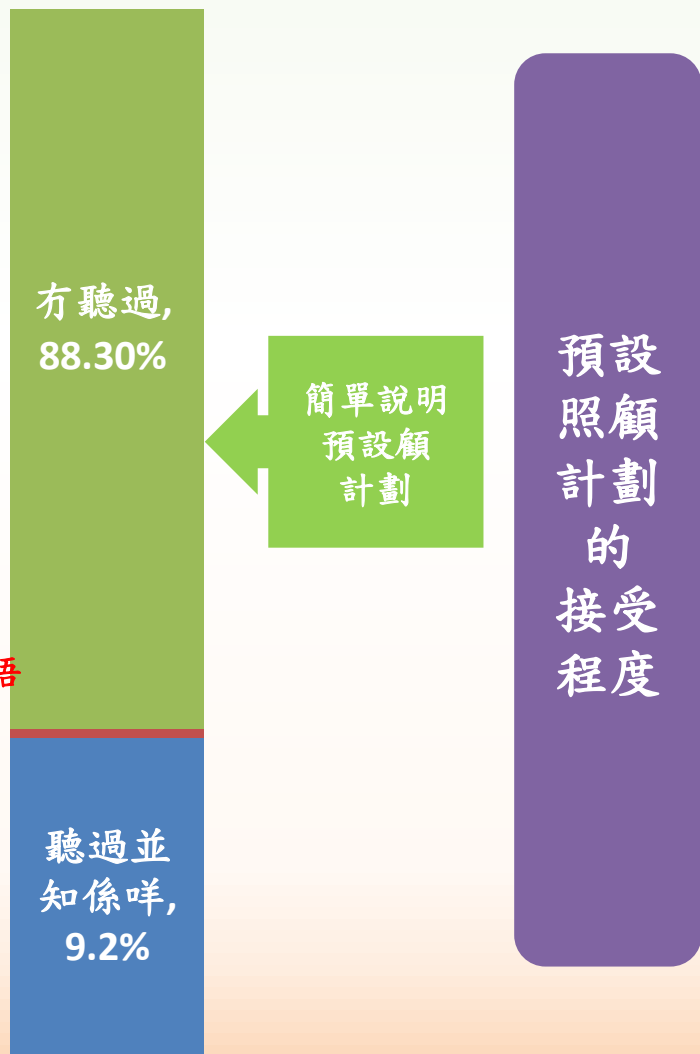 冇聽過,
88.30%
簡單說明
預設顧
計劃
預設
照顧
計劃
的
接受
程度
聽過並
知係咩,
9.2%